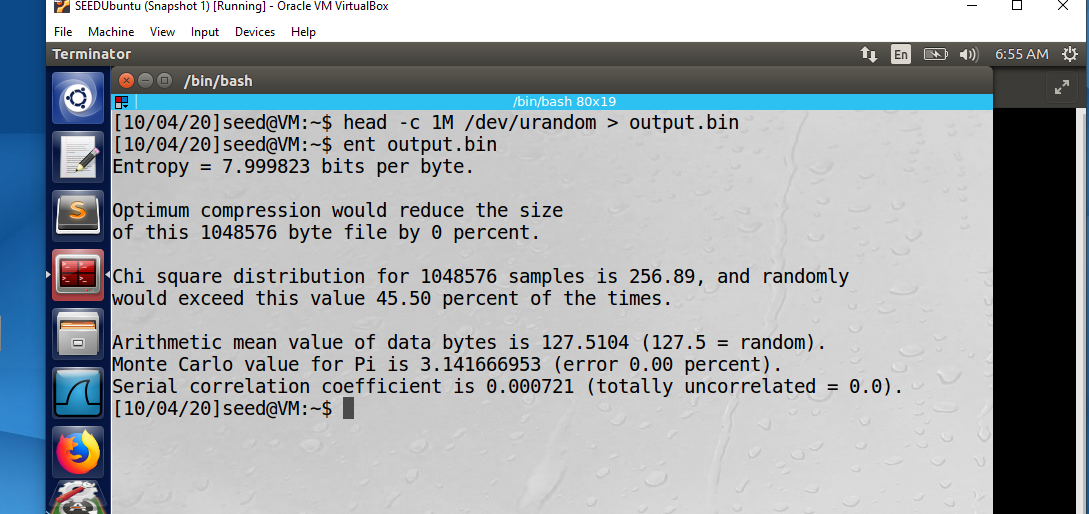 SEEDUbuntu (Snapshot 1) [Running] - Oracle VM VirtualBox
File Machine View Input Devices Help
Terminator En 6:55 AM
/bin/bash
/bin/bash 80x19
[10/04/20]seed@VM:~$ head -c 1M /dev/urandom > output.bin
[10/04/20]seed@VM:~$ ent output.bin
Entropy = 7.999823 bits per byte.
Optimum compression would reduce the size
of this 1048576 byte file by 0 percent.
Chi square distribution for 1048576 samples is 256.89, and randomly
would exceed this value 45.50 percent of the times.
Arithmetic mean value of data bytes is 127.5104 (127.5 = random).
Monte Carlo value for Pi is 3.141666953 (error 0.00 percent).
Serial correlation coefficient is 0.000721 (totally uncorrelated = 0.0).
[10/04/20]seed@VM:~$